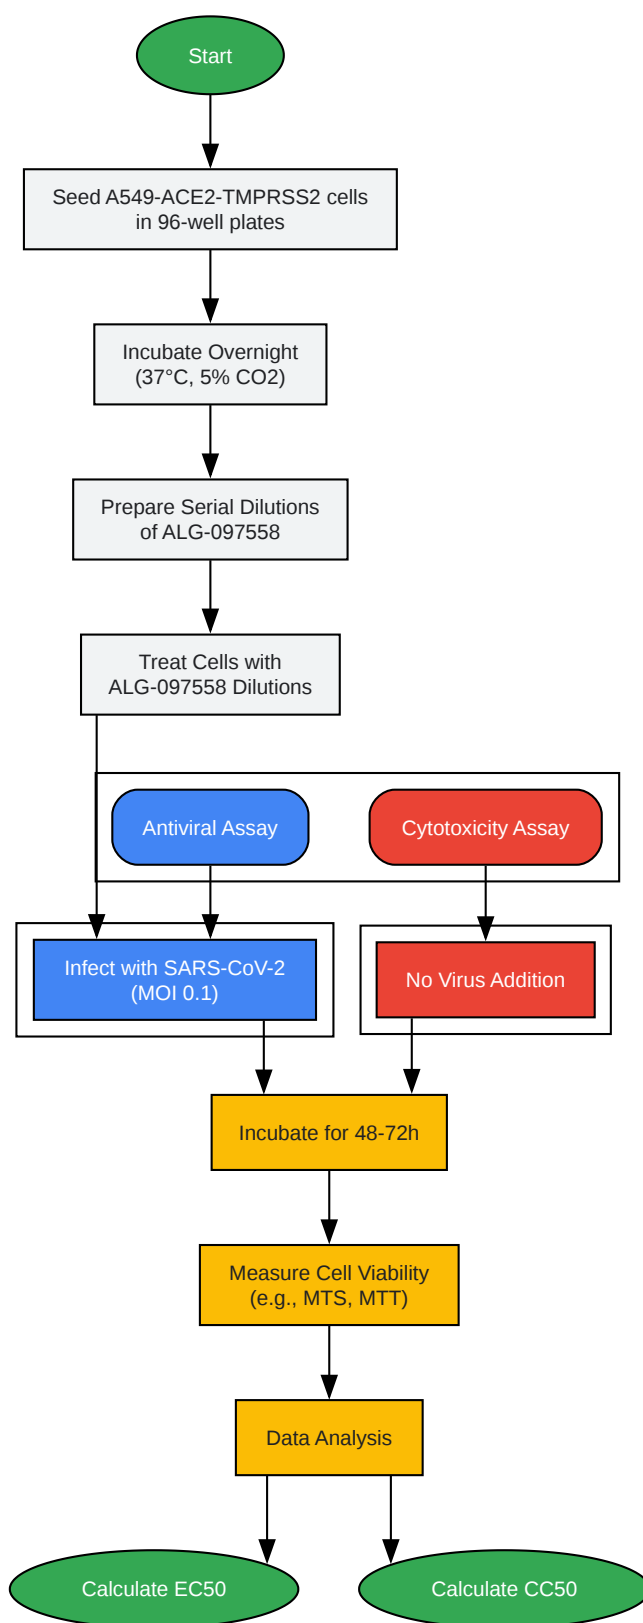 Start
Seed A549-ACE2-TMPRSS2 cells
in 96-well plates
Incubate Overnight
(37°C, 5% CO2)
Prepare Serial Dilutions
of ALG-097558
Treat Cells with
ALG-097558 Dilutions
Antival Assay
Cytotoxicity Assay
Infect with SARS-CoV-2
(MOI 0.1)
No Virus Addition
Incubate for 48-72h
Measure Cell Viability
(e.g., MTS, MTT)
Data Analysis
Calculate EC50
Calculate CC50